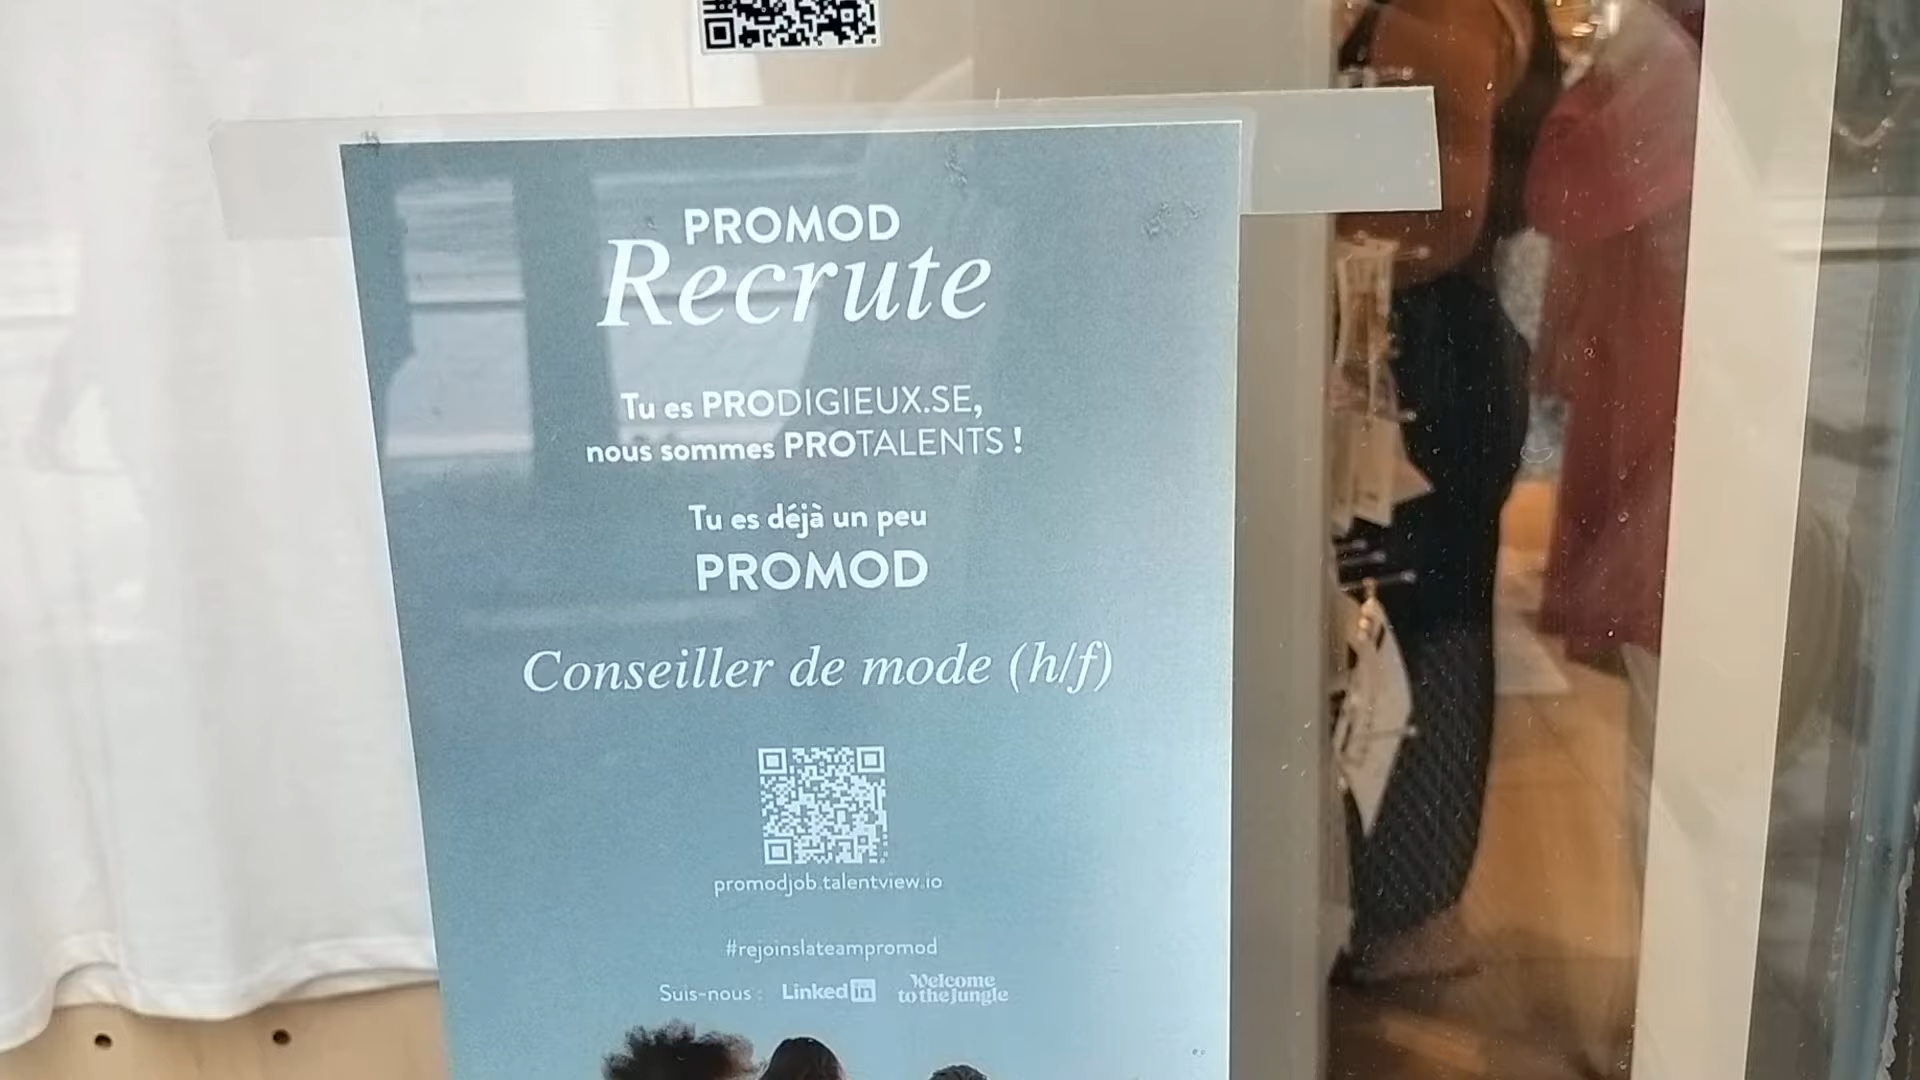 PROMOD
Recrute
Tu es PRODIGIEUX.SE,
nous sommes PROTALENTS !
Tu es déjà un peu
PROMOD
Conseiller de mode (h/f)
promodjob.talentview.io
#rejoinslateampromod
Suis-nous : Linkedin Welcome
to the Jungle